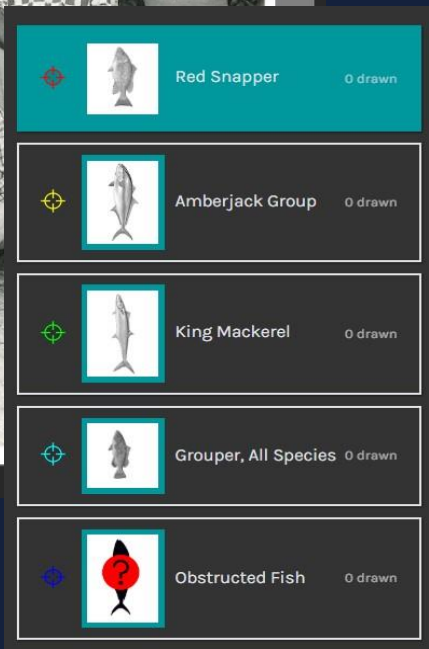 Red Snapper 0 drawn
Amberjack Group 0 drawn
King Mackerel 0 drawn
Grouper, All Species 0 drawn
?
Obstructed Fish 0 drawn